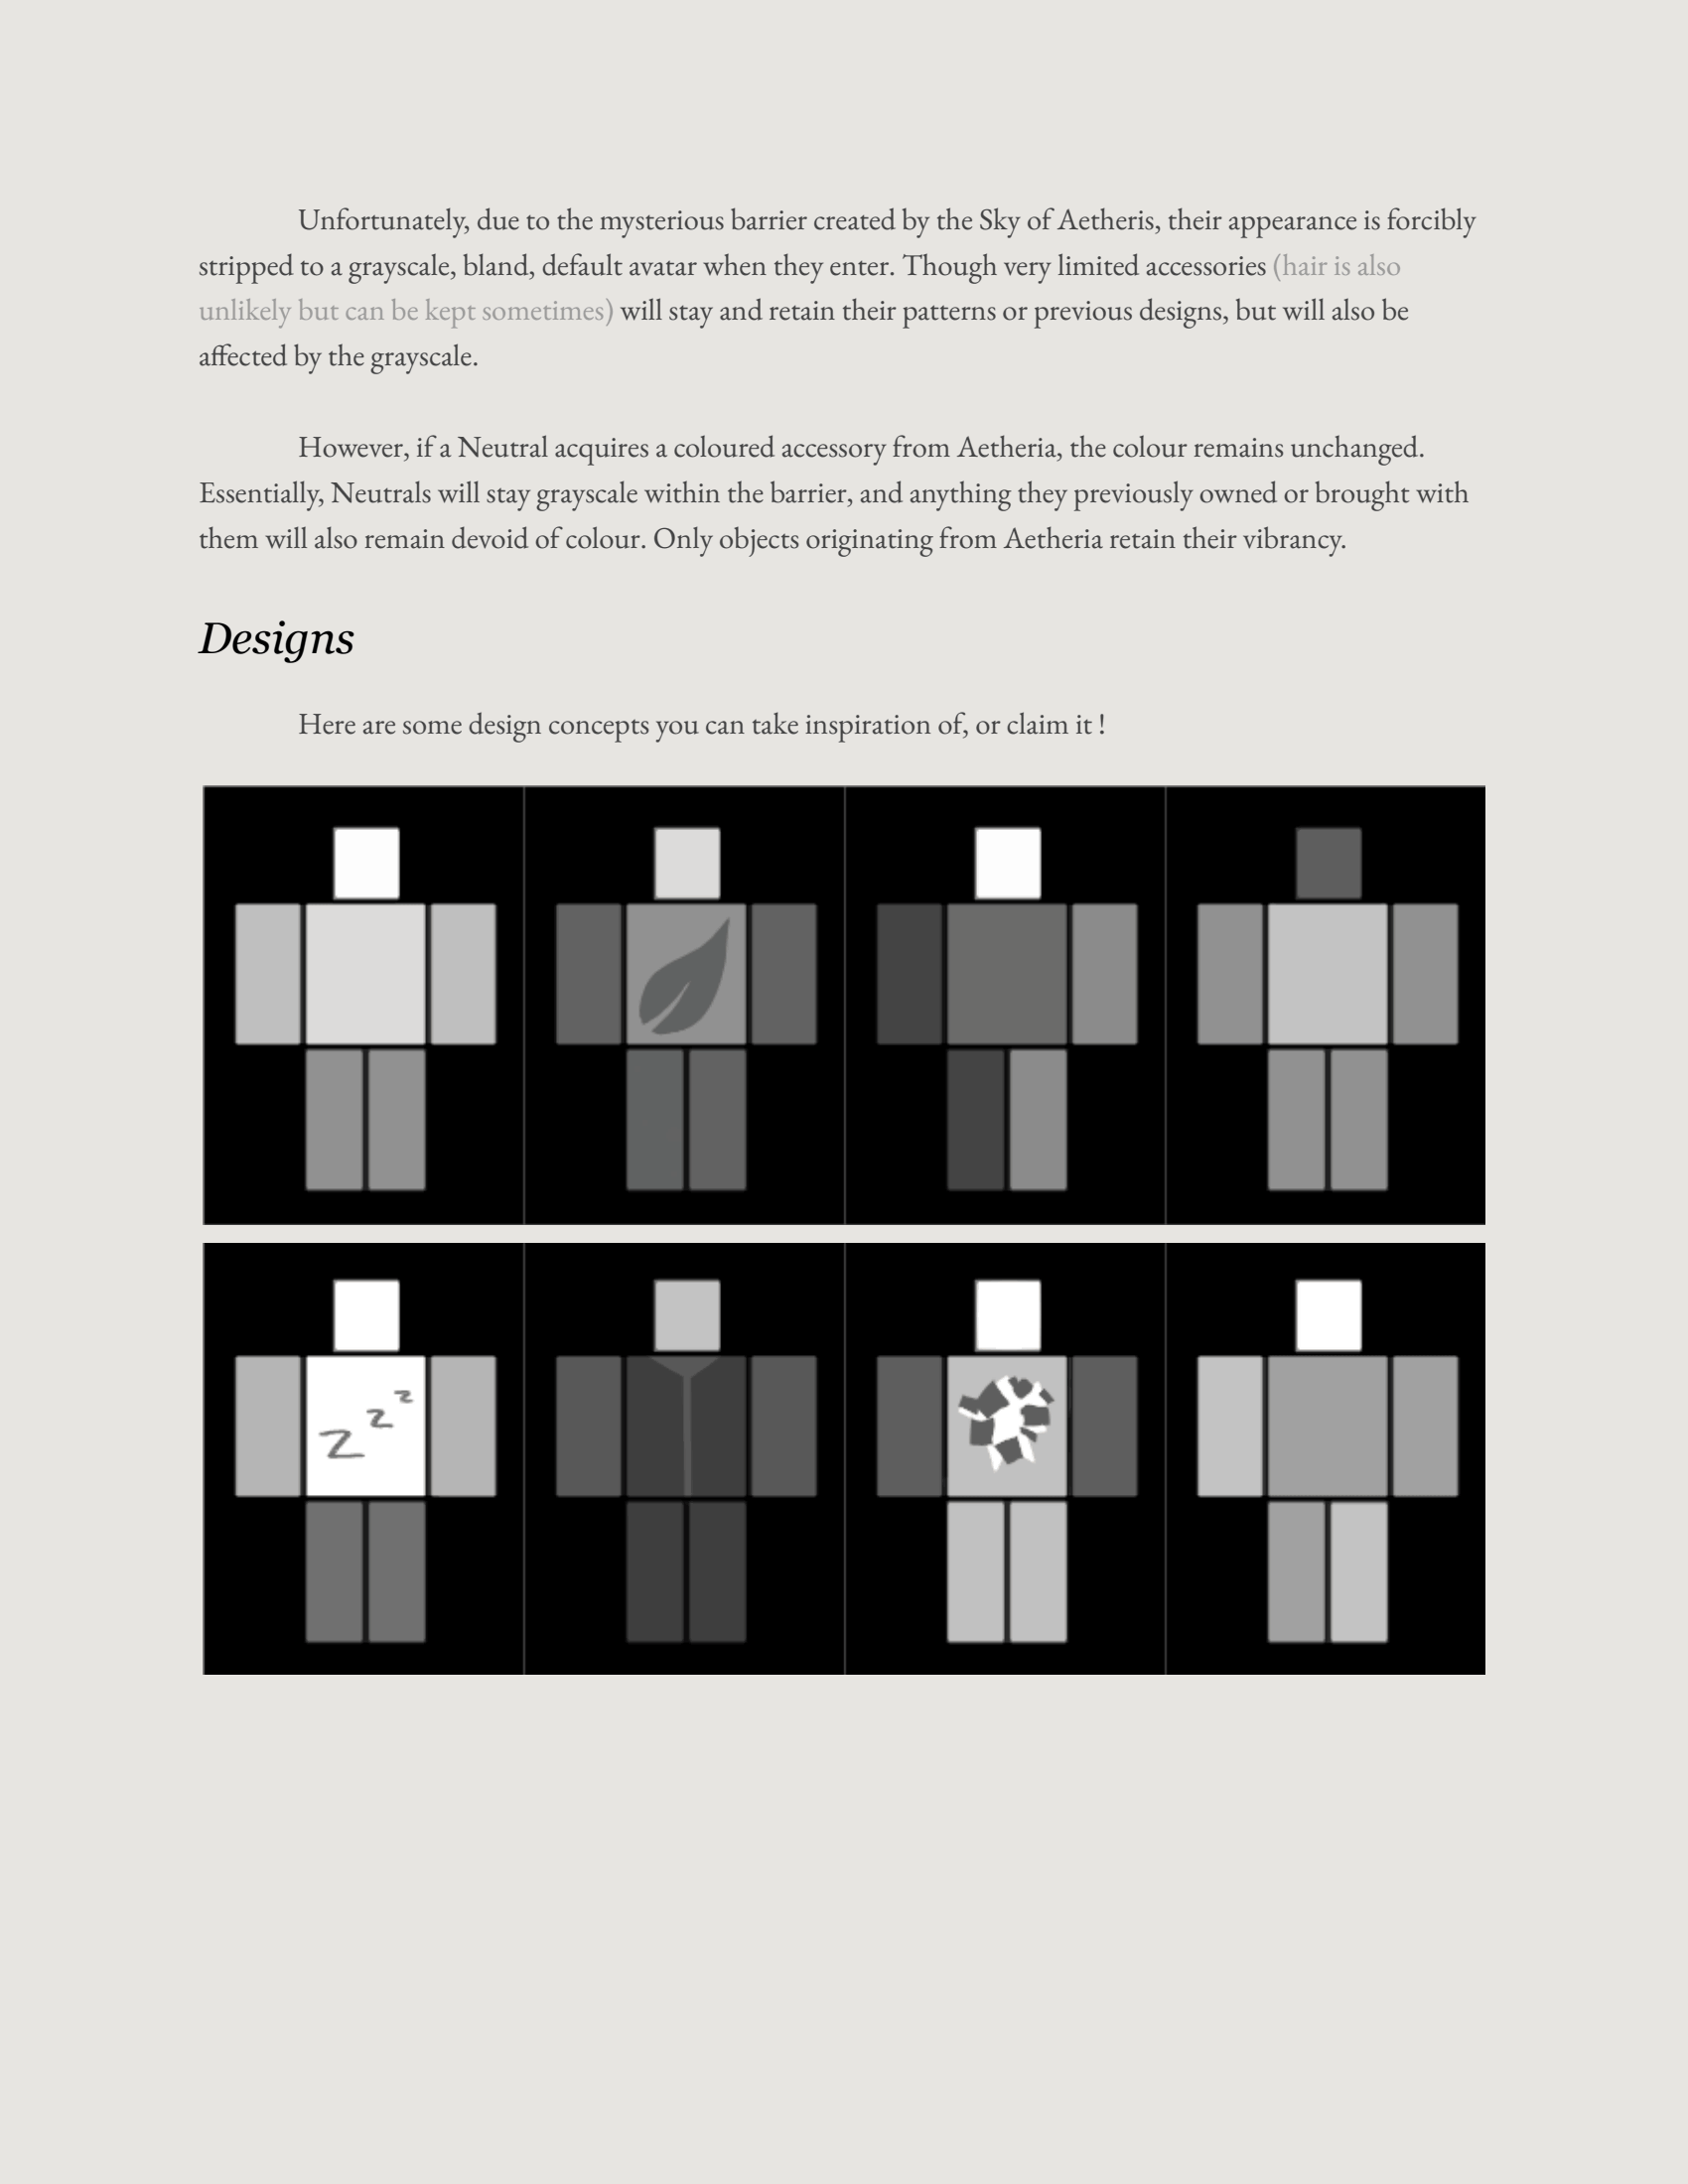 Unfortunately, due to the mysterious barrier created by the Sky of Aetheris, their appearance is forcibly
stripped to a grayscale, bland, default avatar when they enter. Though very limited accessories (hair is also
unlikely but can be kept sometimes) will stay and retain their patterns or previous designs, but will also be
affected by the grayscale.
However, if a Neutral acquires a coloured accessory from Aetheria, the colour remains unchanged.
Essentially, Neutrals will stay grayscale within the barrier, and anything they previously owned or brought with
them will also remain devoid of colour. Only objects originating from Aetheria retain their vibrancy.
Designs
Here are some design concepts you can take inspiration of, or claim it !
z z z